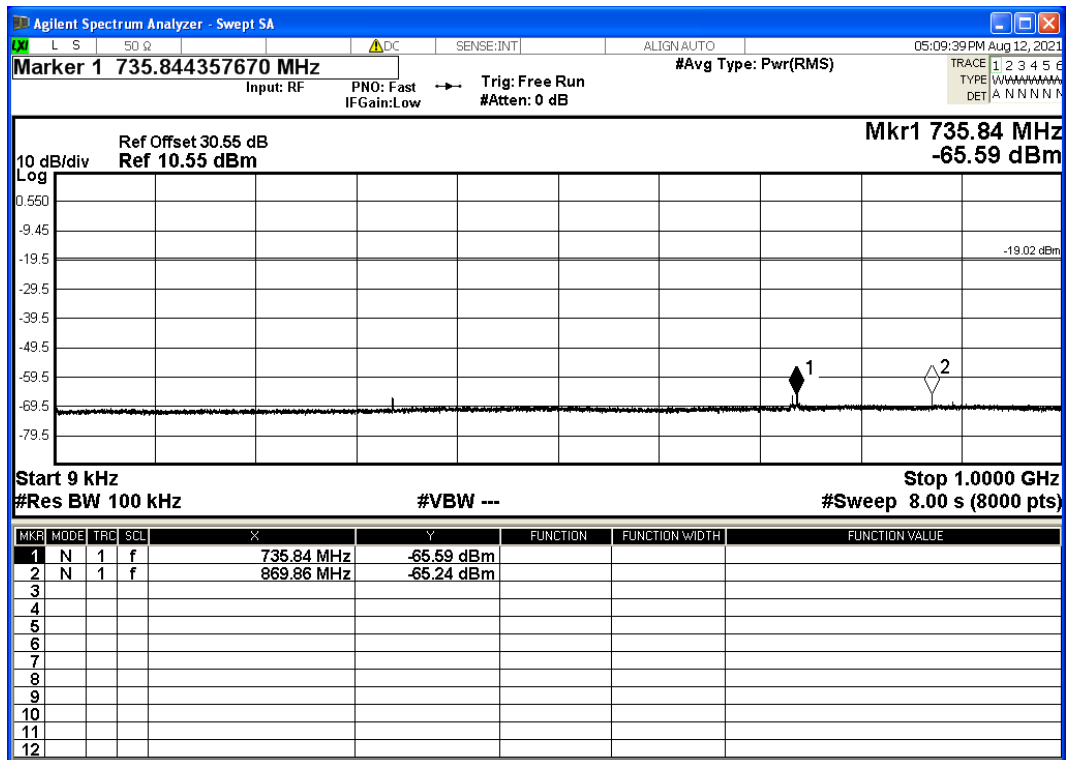 Agilent Spectrum Analyzer - Swept SA
LXI L S 50 Ω DC SENSE:INT ALIGN AUTO 05:09:39 PM Aug 12, 2021
Marker 1 735.844357670 MHz #Avg Type: Pwr(RMS) TRACE 1 2 3 4 5 6
Input: RF PNO: Fast Trig: Free Run TYPE
IFGain:Low #Atten: 0 dB DET A N N N N N
Mkr1 735.84 MHz
Ref Offset 30.55 dB
10 dB/div Ref 10.55 dBm -65.59 dBm
Log
0.550
-9.45
-19.02 dBm
-19.5
-29.5
-39.5
-49.5
1 2
-59.5
-69.5
-79.5
Start 9 kHz Stop 1.0000 GHz
#Res BW 100 kHz #VBW --- #Sweep 8.00 s (8000 pts)
MKR MODE TRC SCL X Y FUNCTION FUNCTION WIDTH FUNCTION VALUE
1 N 1 f 735.84 MHz -65.59 dBm
2 N 1 f 869.86 MHz -65.24 dBm
3
4
5
6
7
8
9
10
11
12